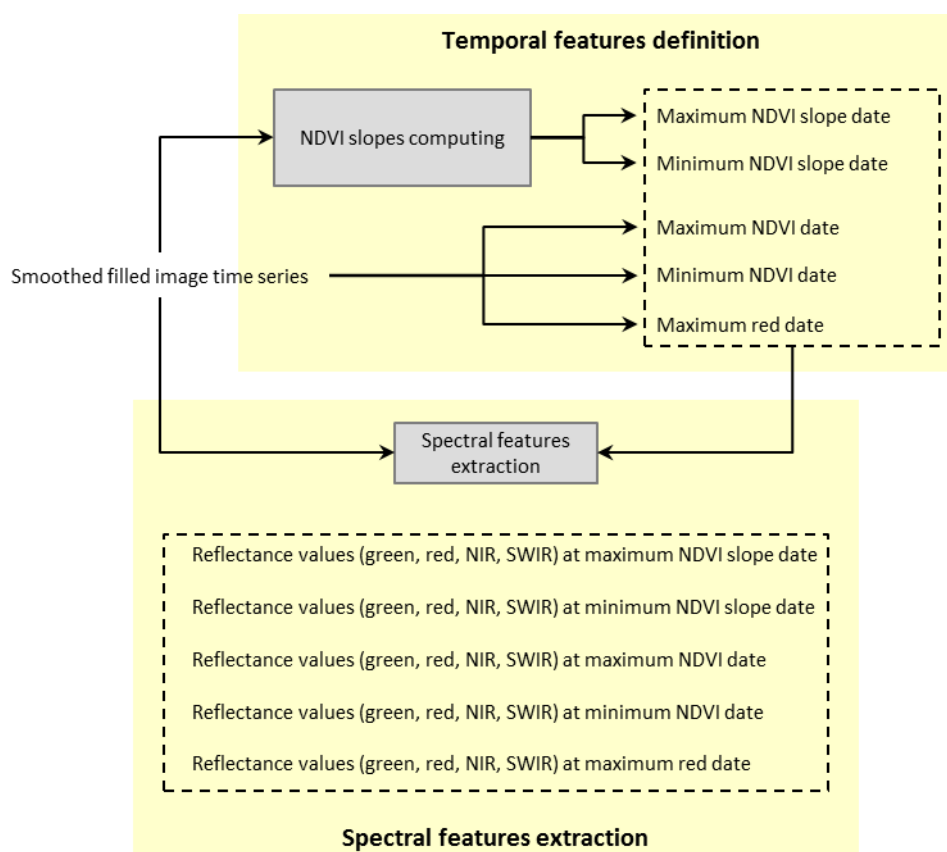 Temporal features definition
NDVI slopes computing
Maximum NDVI slope date
Minimum NDVI slope date
Maximum NDVI date
Smoothed filled image time series
Minimum NDVI date
Maximum red date
Spectral features
extraction
Reflectance values (green, red, NIR, SWIR) at maximum NDVI slope date
Reflectance values (green, red, NIR, SWIR) at minimum NDVI slope date
Reflectance values (green, red, NIR, SWIR) at maximum NDVI date
Reflectance values (green, red, NIR, SWIR) at minimum NDVI date
Reflectance values (green, red, NIR, SWIR) at maximum red date
Spectral features extraction